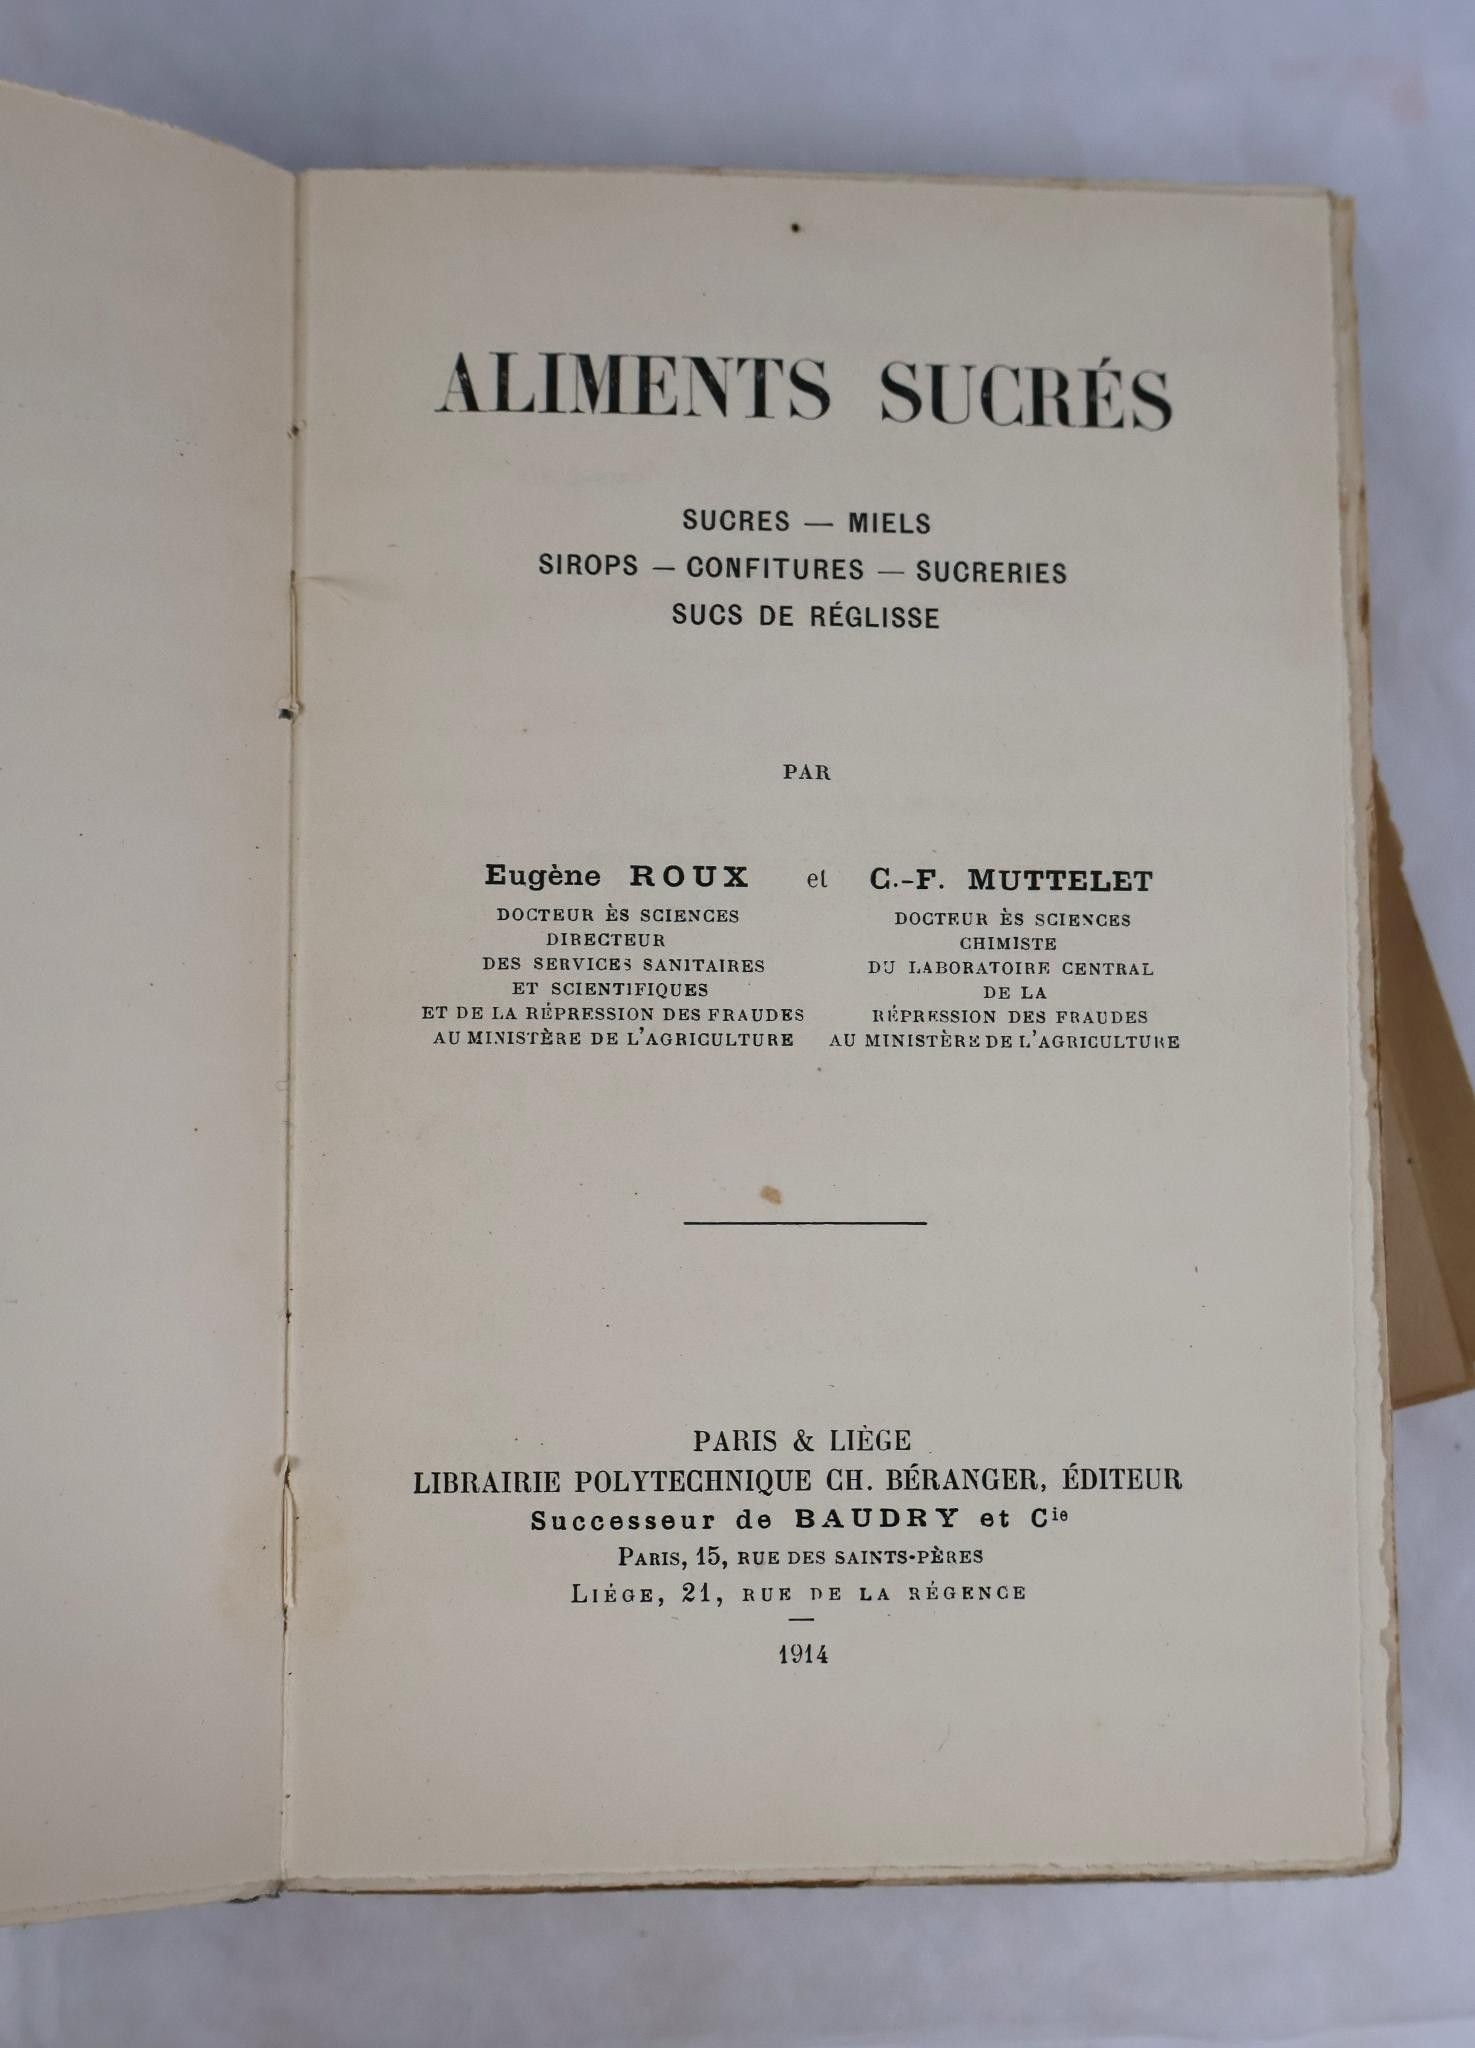 ALIMENTS SUCRÉS
SUCRES — MIELS
SIROPS — CONFITURES — SUCRERIES
SUCS DE RÉGLISSE
PAR
Eugène ROUX et C.-F. MUTTELET
DOCTEUR ÈS SCIENCES
DIRECTEUR
DES SERVICES SANITAIRES
ET SCIENTIFIQUES
ET DE LA RÉPRESSION DES FRAUDES
AU MINISTÈRE DE L'AGRICULTURE
DOCTEUR ÈS SCIENCES
CHIMISTE
DU LABORATOIRE CENTRAL
DE LA
RÉPRESSION DES FRAUDES
AU MINISTÈRE DE L'AGRICULTURE
PARIS & LIÈGE
LIBRAIRIE POLYTECHNIQUE CH. BÉRANGER, ÉDITEUR
Successeur de BAUDRY et Cie
PARIS, 15, RUE DES SAINTS-PÈRES
LIÉGE, 21, RUE DE LA RÉGENCE
1914